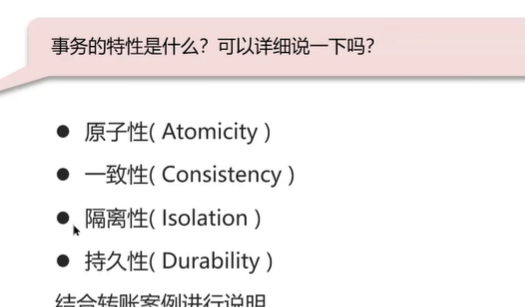 事务的特性是什么？可以详细说一下吗？
● 原子性( Atomicity )
● 一致性( Consistency )
● 隔离性( Isolation )
● 持久性( Durability )
结合转账案例进行说明